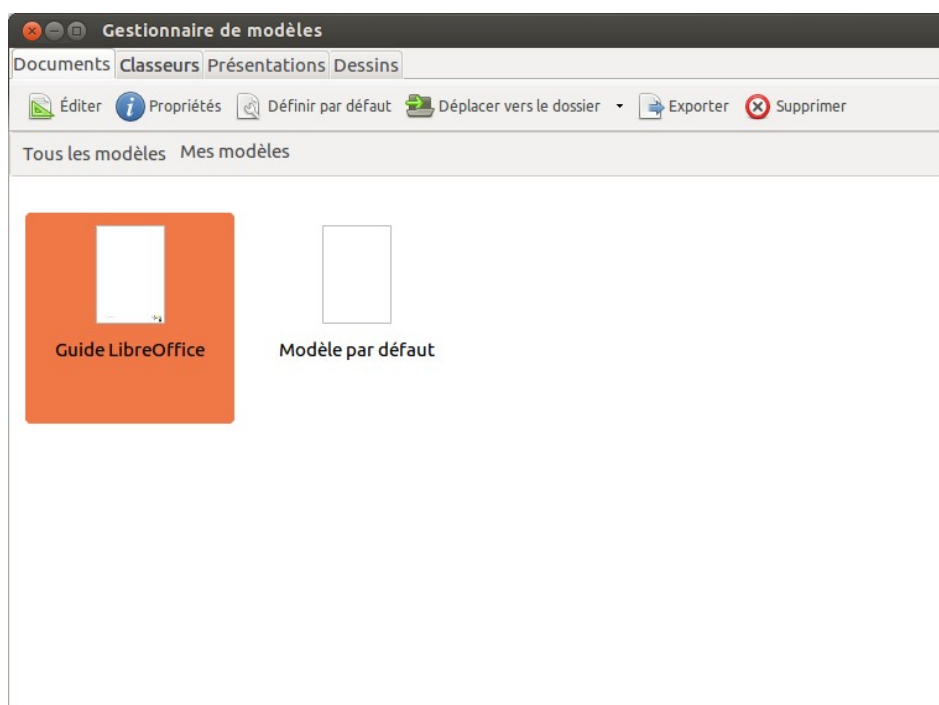 Gestionnaire de modèles
Documents Classeurs Présentations Dessins
Éditer Propriétés Définir par défaut Déplacer vers le dossier Exporter Supprimer
Tous les modèles Mes modèles
Guide LibreOffice Modèle par défaut